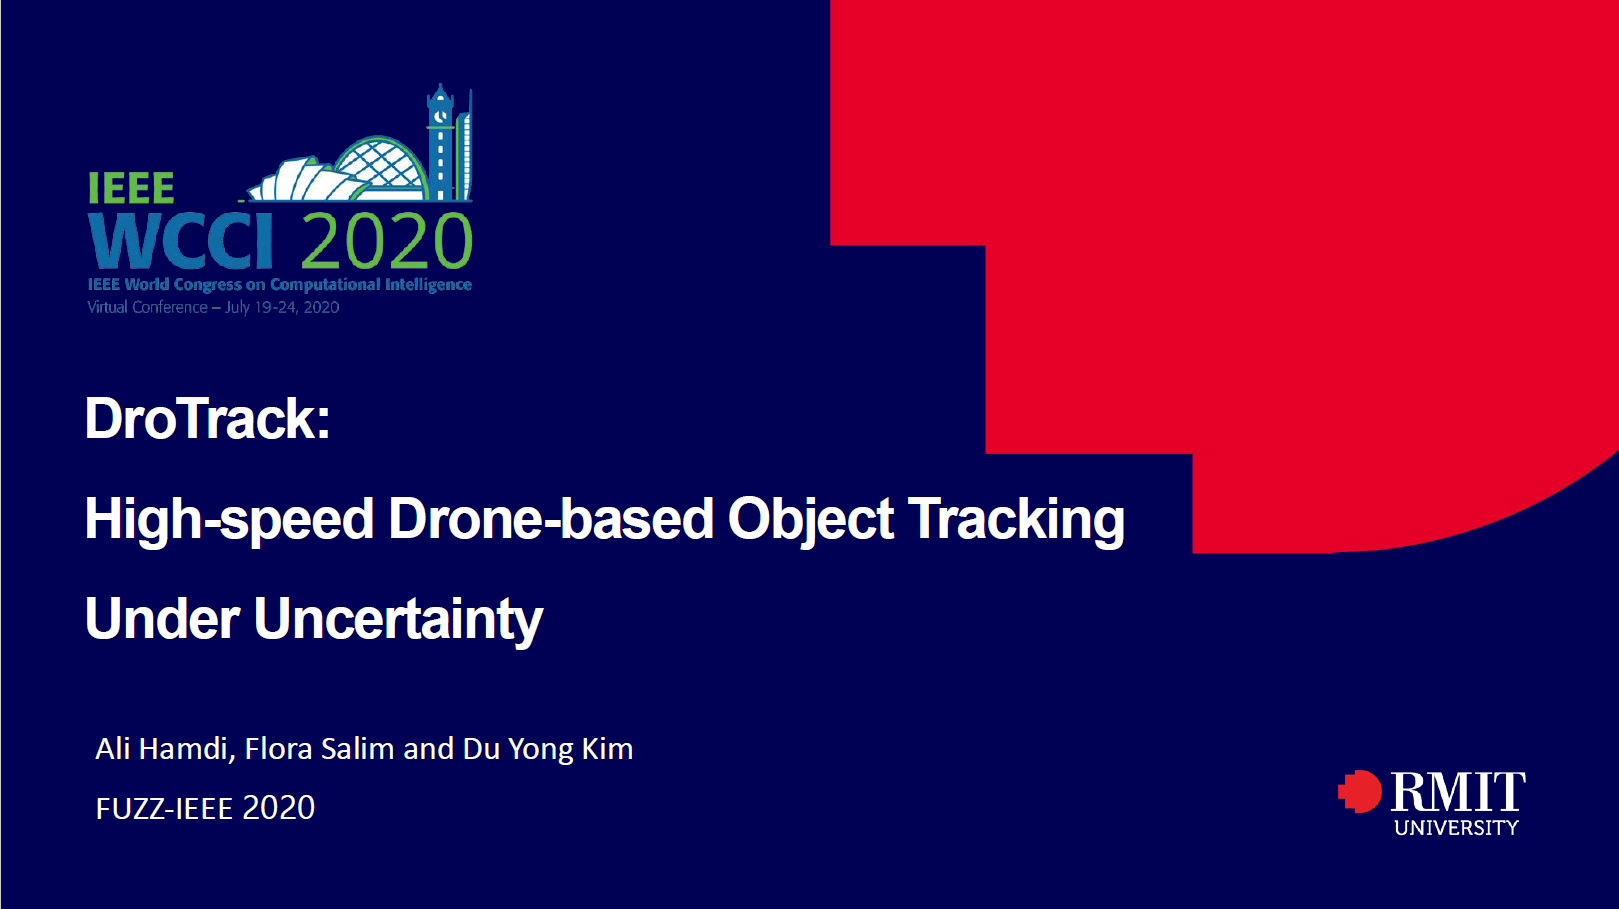 IEEE
WCCI 2020
IEEE World Congress on Computational Intelligence
Virtual Conference – July 19-24, 2020
DroTrack:
High-speed Drone-based Object Tracking
Under Uncertainty
Ali Hamdi, Flora Salim and Du Yong Kim
FUZZ-IEEE 2020
RMIT
UNIVERSITY